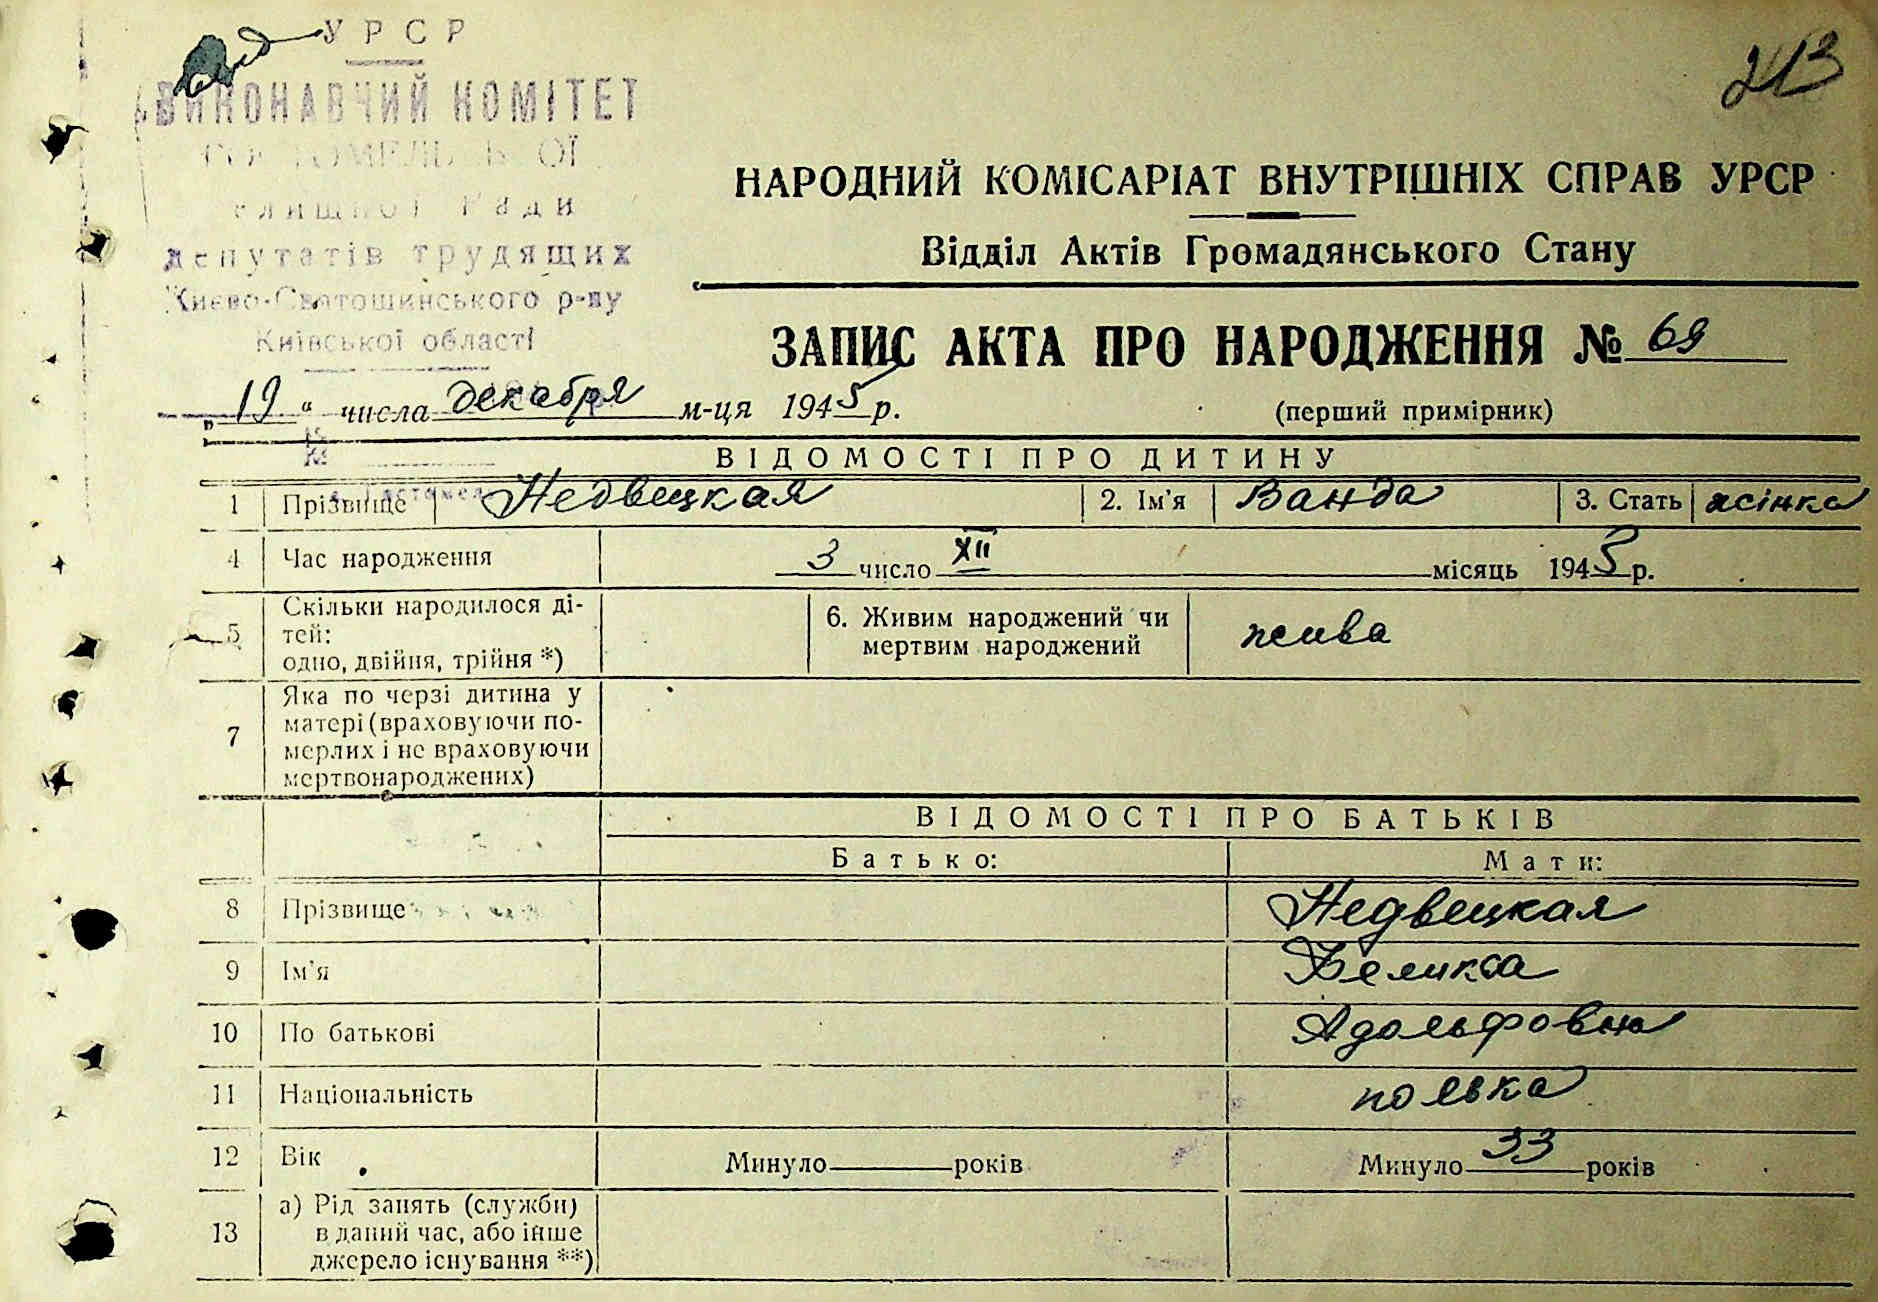 УРСР
ВИКОНАВЧИЙ КОМІТЕТ
213
НАРОДНИЙ КОМІСАРІАТ ВНУТРІШНІХ СПРАВ УРСР
депутатів трудящих
Відділ Актів Громадянського Стану
Києво-Святошинського р-ну
Київської області
ЗАПИС АКТА ПРО НАРОДЖЕННЯ № 69
„ 19 “ числа декабря м-ця 1945 р.
(перший примірник)
ВІДОМОСТІ ПРО ДИТИНУ
1 Прізвище Недвецкая 2. Ім'я Ванда 3. Стать жінка
4 Час народження 3 число XII місяць 1945 р.
5 Скільки народилося ді-
тей:
одно, двійня, трійня *)
6. Живим народжений чи
мертвим народжений
жива
7 Яка по черзі дитина у
матері (враховуючи по-
мерлих і не враховуючи
мертвонароджених)
ВІДОМОСТІ ПРО БАТЬКІВ
Батько: Мати:
8 Прізвище Недвецкая
9 Ім'я
10 По батькові
11 Національність полька
12 Вік Минуло років Минуло 33 років
13 а) Рід занять (служби)
в даний час, або інше
джерело існування **)